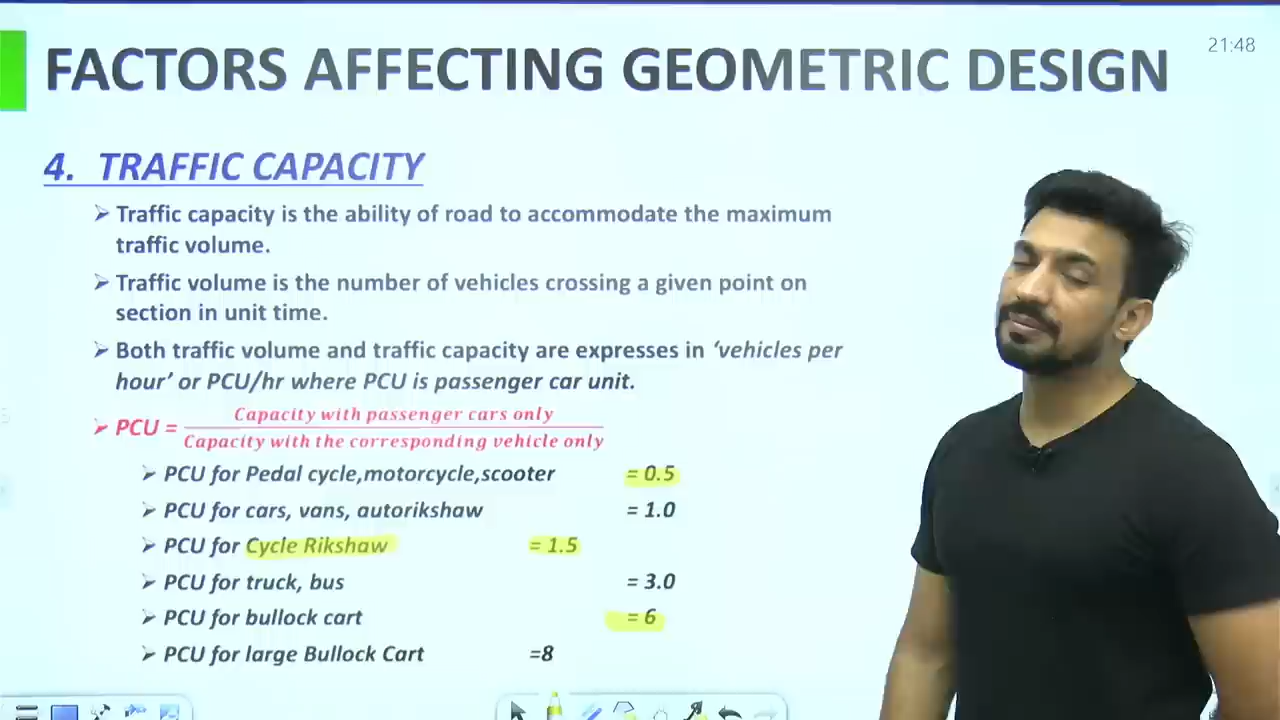 FACTORS AFFECTING GEOMETRIC DESIGN
21:48
4. TRAFFIC CAPACITY
➢ Traffic capacity is the ability of road to accommodate the maximum
traffic volume.
➢ Traffic volume is the number of vehicles crossing a given point on
section in unit time.
➢ Both traffic volume and traffic capacity are expresses in ‘vehicles per
hour’ or PCU/hr where PCU is passenger car unit.
➢ PCU = Capacity with passenger cars only
Capacity with the corresponding vehicle only
➢ PCU for Pedal cycle,motorcycle,scooter = 0.5
➢ PCU for cars, vans, autorikshaw = 1.0
➢ PCU for Cycle Rikshaw = 1.5
➢ PCU for truck, bus = 3.0
➢ PCU for bullock cart = 6
➢ PCU for large Bullock Cart =8